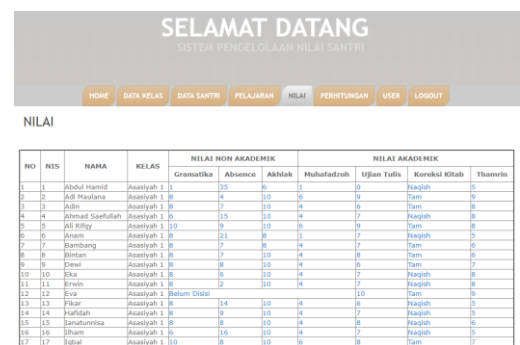 SELAMAT DATANG
SISTEM PENGELOLAAN NILAI SANTRI
HOME DATA KELAS DATA SANTRI PELAJARAN NILAI PERHITUNGAN USER LOGOUT
NILAI
NO NIS NAMA KELAS NILAI NON AKADEMIK NILAI AKADEMIK
Gramatika Absence Akhlak Muhafadzoh Ujian Tulis Koreksi Kitab Thamrin
1 1 Abdul Hamid Asasiyah 1 1 35 6 1 0 Naqish 5
2 2 Adi Maulana Asasiyah 1 8 4 10 6 9 Tam 9
3 3 Adin Asasiyah 1 8 7 10 4 6 Tam 8
4 4 Ahmad Saefullah Asasiyah 1 6 15 10 4 7 Naqish 5
5 5 Ali Rifqy Asasiyah 1 10 9 10 6 9 Tam 8
6 6 Anam Asasiyah 1 8 21 8 1 7 Naqish 5
7 7 Bambang Asasiyah 1 8 7 8 4 7 Tam 6
8 8 Bintan Asasiyah 1 8 7 10 4 8 Tam 6
9 9 Dewi Asasiyah 1 8 8 10 4 6 Tam 7
10 10 Eka Asasiyah 1 8 6 10 4 7 Naqish 8
11 11 Erwin Asasiyah 1 8 2 10 4 7 Naqish 8
12 12 Eva Asasiyah 1 Belum Disisi 10 Tam 9
13 13 Fikar Asasiyah 1 8 14 10 4 6 Naqish 5
14 14 Hafidah Asasiyah 1 8 9 10 4 7 Naqish 5
15 15 Ianatunnisa Asasiyah 1 8 8 10 4 8 Naqish 6
16 16 Ilham Asasiyah 1 6 16 10 4 7 Naqish 5
17 17 Iqbal Asasiyah 1 10 8 10 6 8 Tam 7